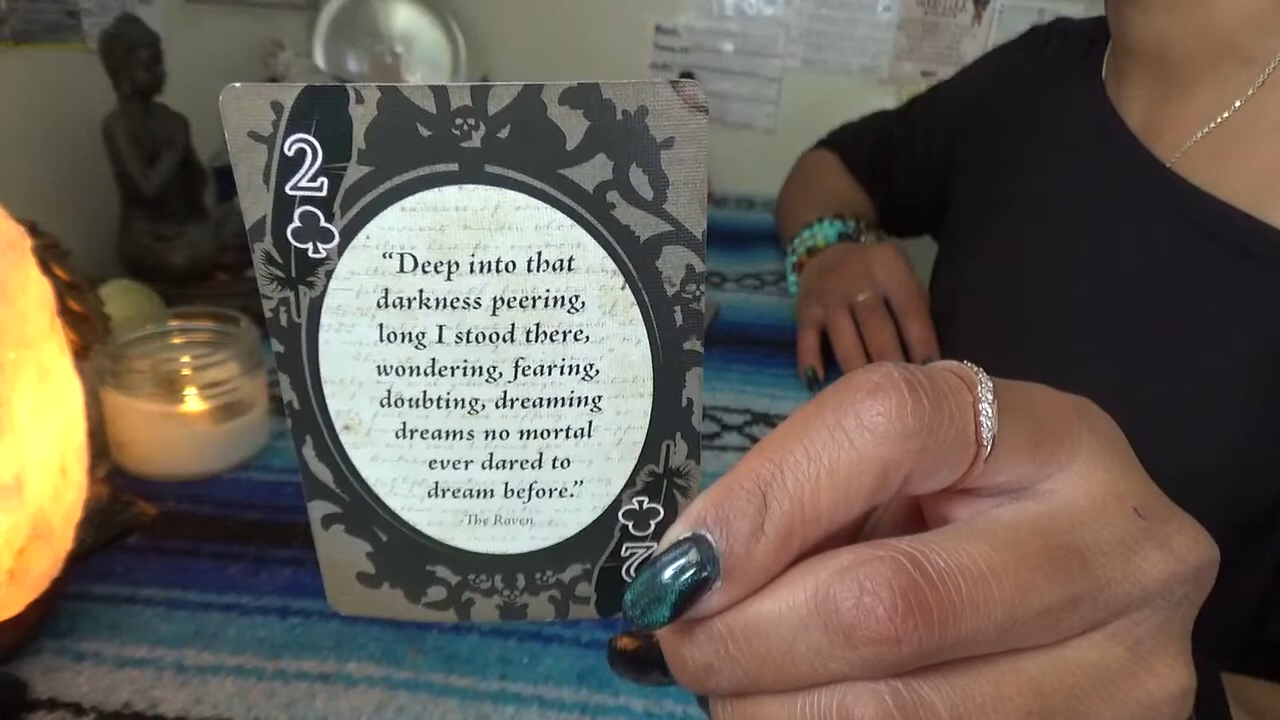 2
“Deep into that
darkness peering,
long I stood there,
wondering, fearing,
doubting, dreaming
dreams no mortal
ever dared to
dream before.”
-The Raven
2